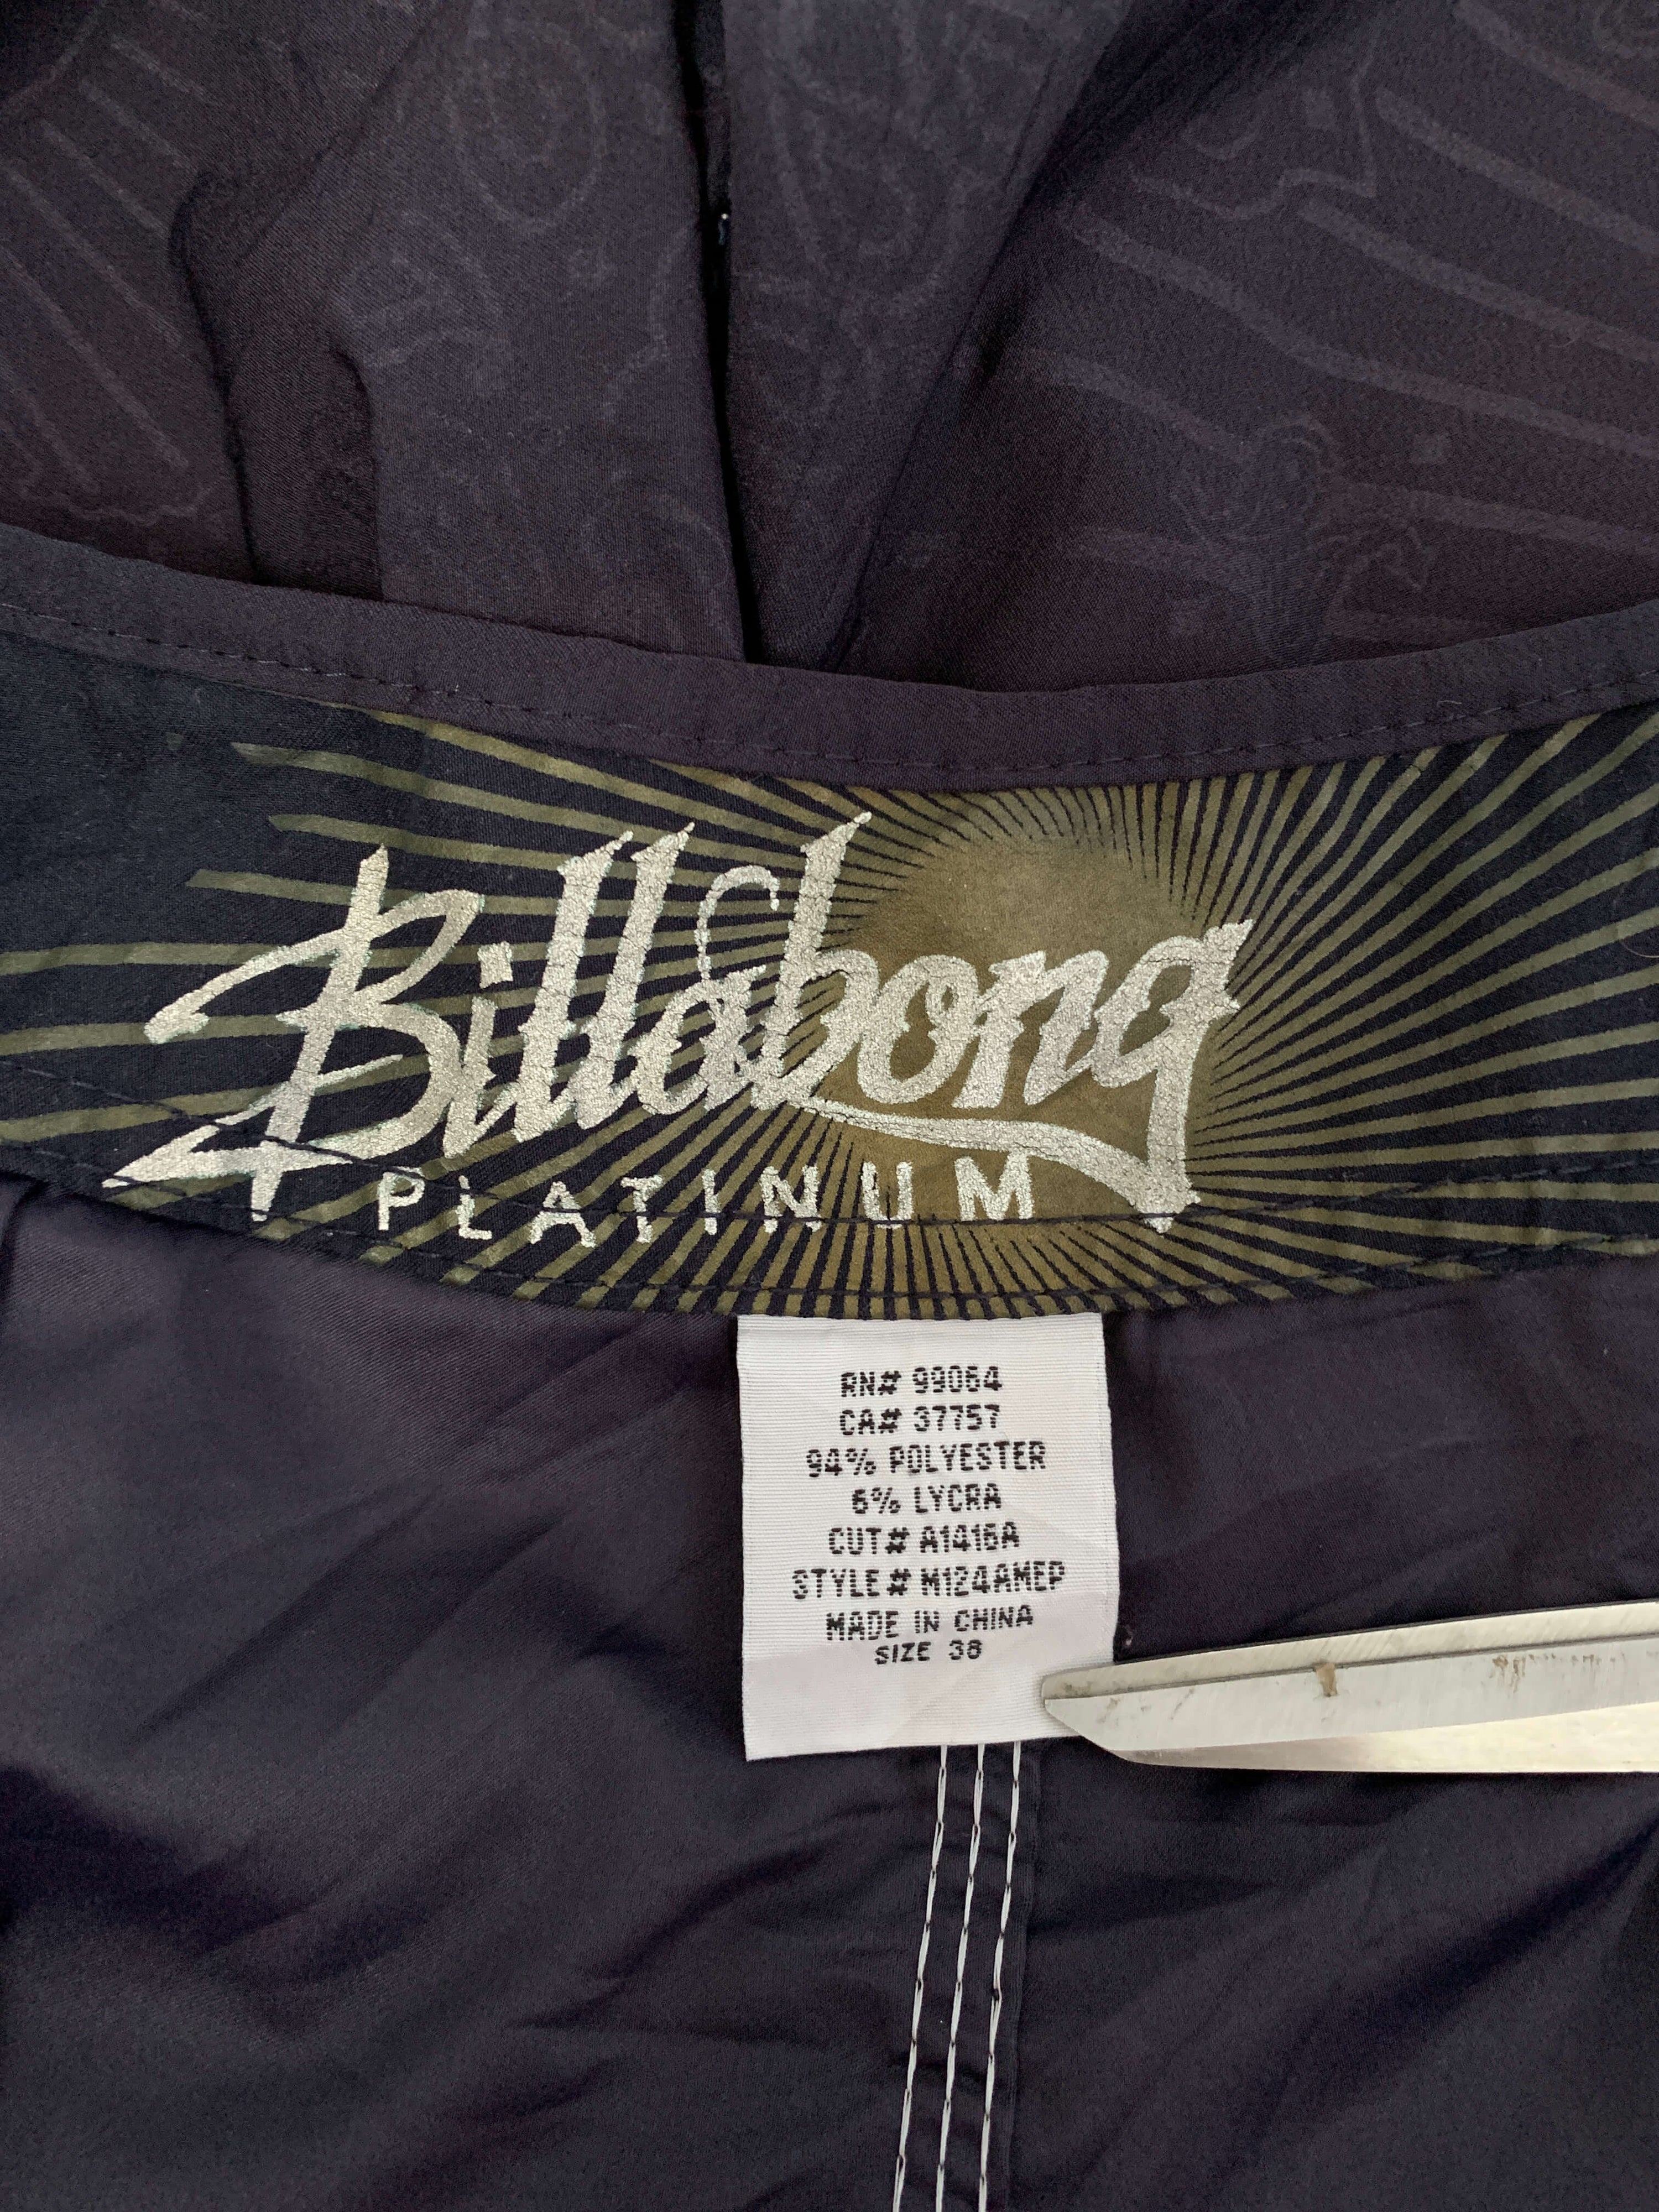 Billabong
PLATINUM
RN# 99064
CA# 37757
94% POLYESTER
6% LYCRA
CUT# A1416A
STYLE# M124AMEP
MADE IN CHINA
SIZE 38